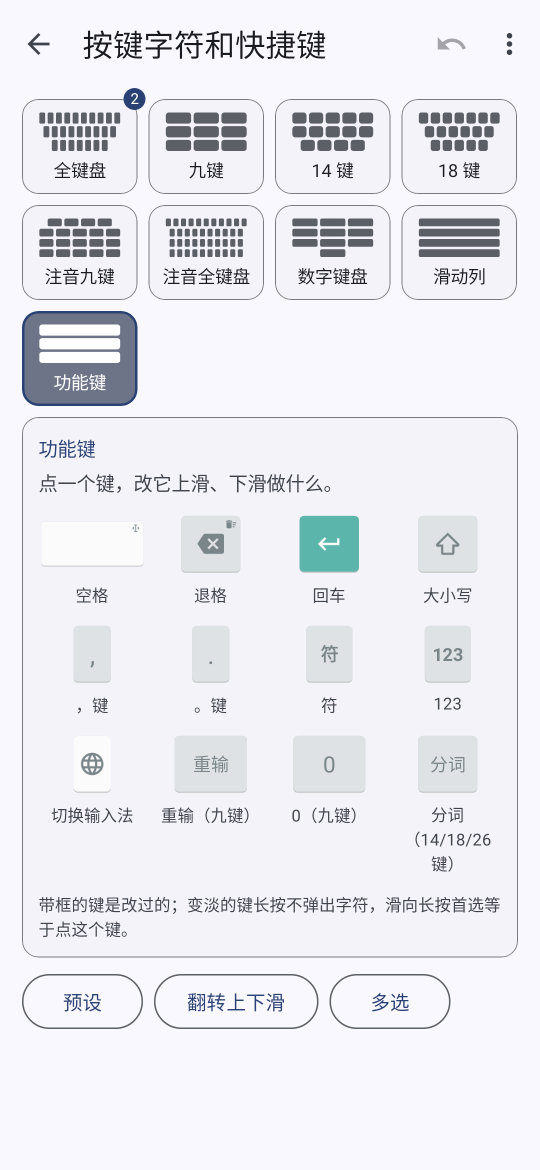 按键字符和快捷键
2
全键盘
九键
14 键
18 键
注音九键
注音全键盘
数字键盘
滑动列
功能键
功能键
点一个键，改它上滑、下滑做什么。
空格
退格
回车
大小写
,
.
符
123
，键
。键
符
123
重输
0
分词
切换输入法
重输（九键）
0（九键）
分词
（14/18/26
键）
带框的键是改过的；变淡的键长按不弹出字符，滑向长按首选等
于点这个键。
预设
翻转上下滑
多选